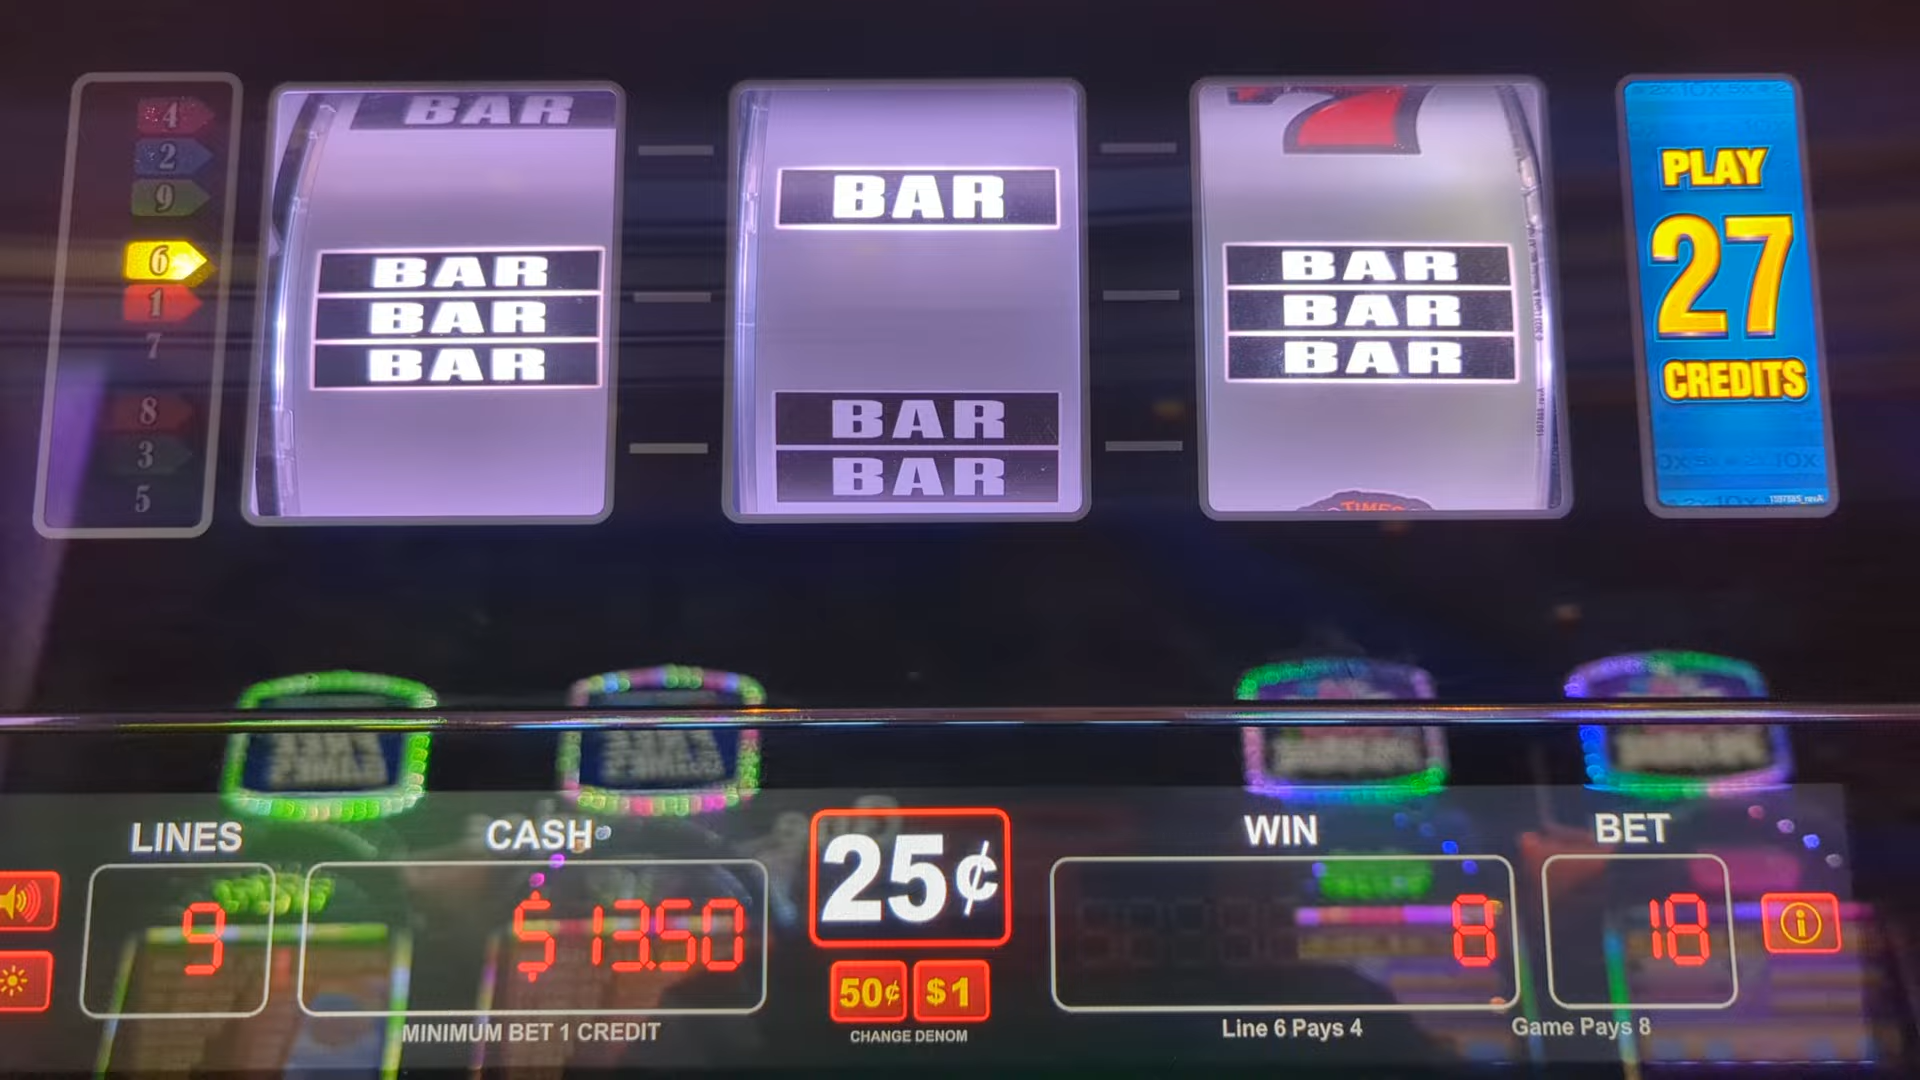 4
2
9
6
1
7
8
3
5
BAR
BAR
BAR
BAR
BAR
BAR
BAR
7
BAR
BAR
BAR
TIMES
PLAY
27
CREDITS
LINES
9
CASH
$13.50
MINIMUM BET 1 CREDIT
25¢
50¢ $1
CHANGE DENOM
WIN
8
Line 6 Pays 4
BET
18
Game Pays 8
i